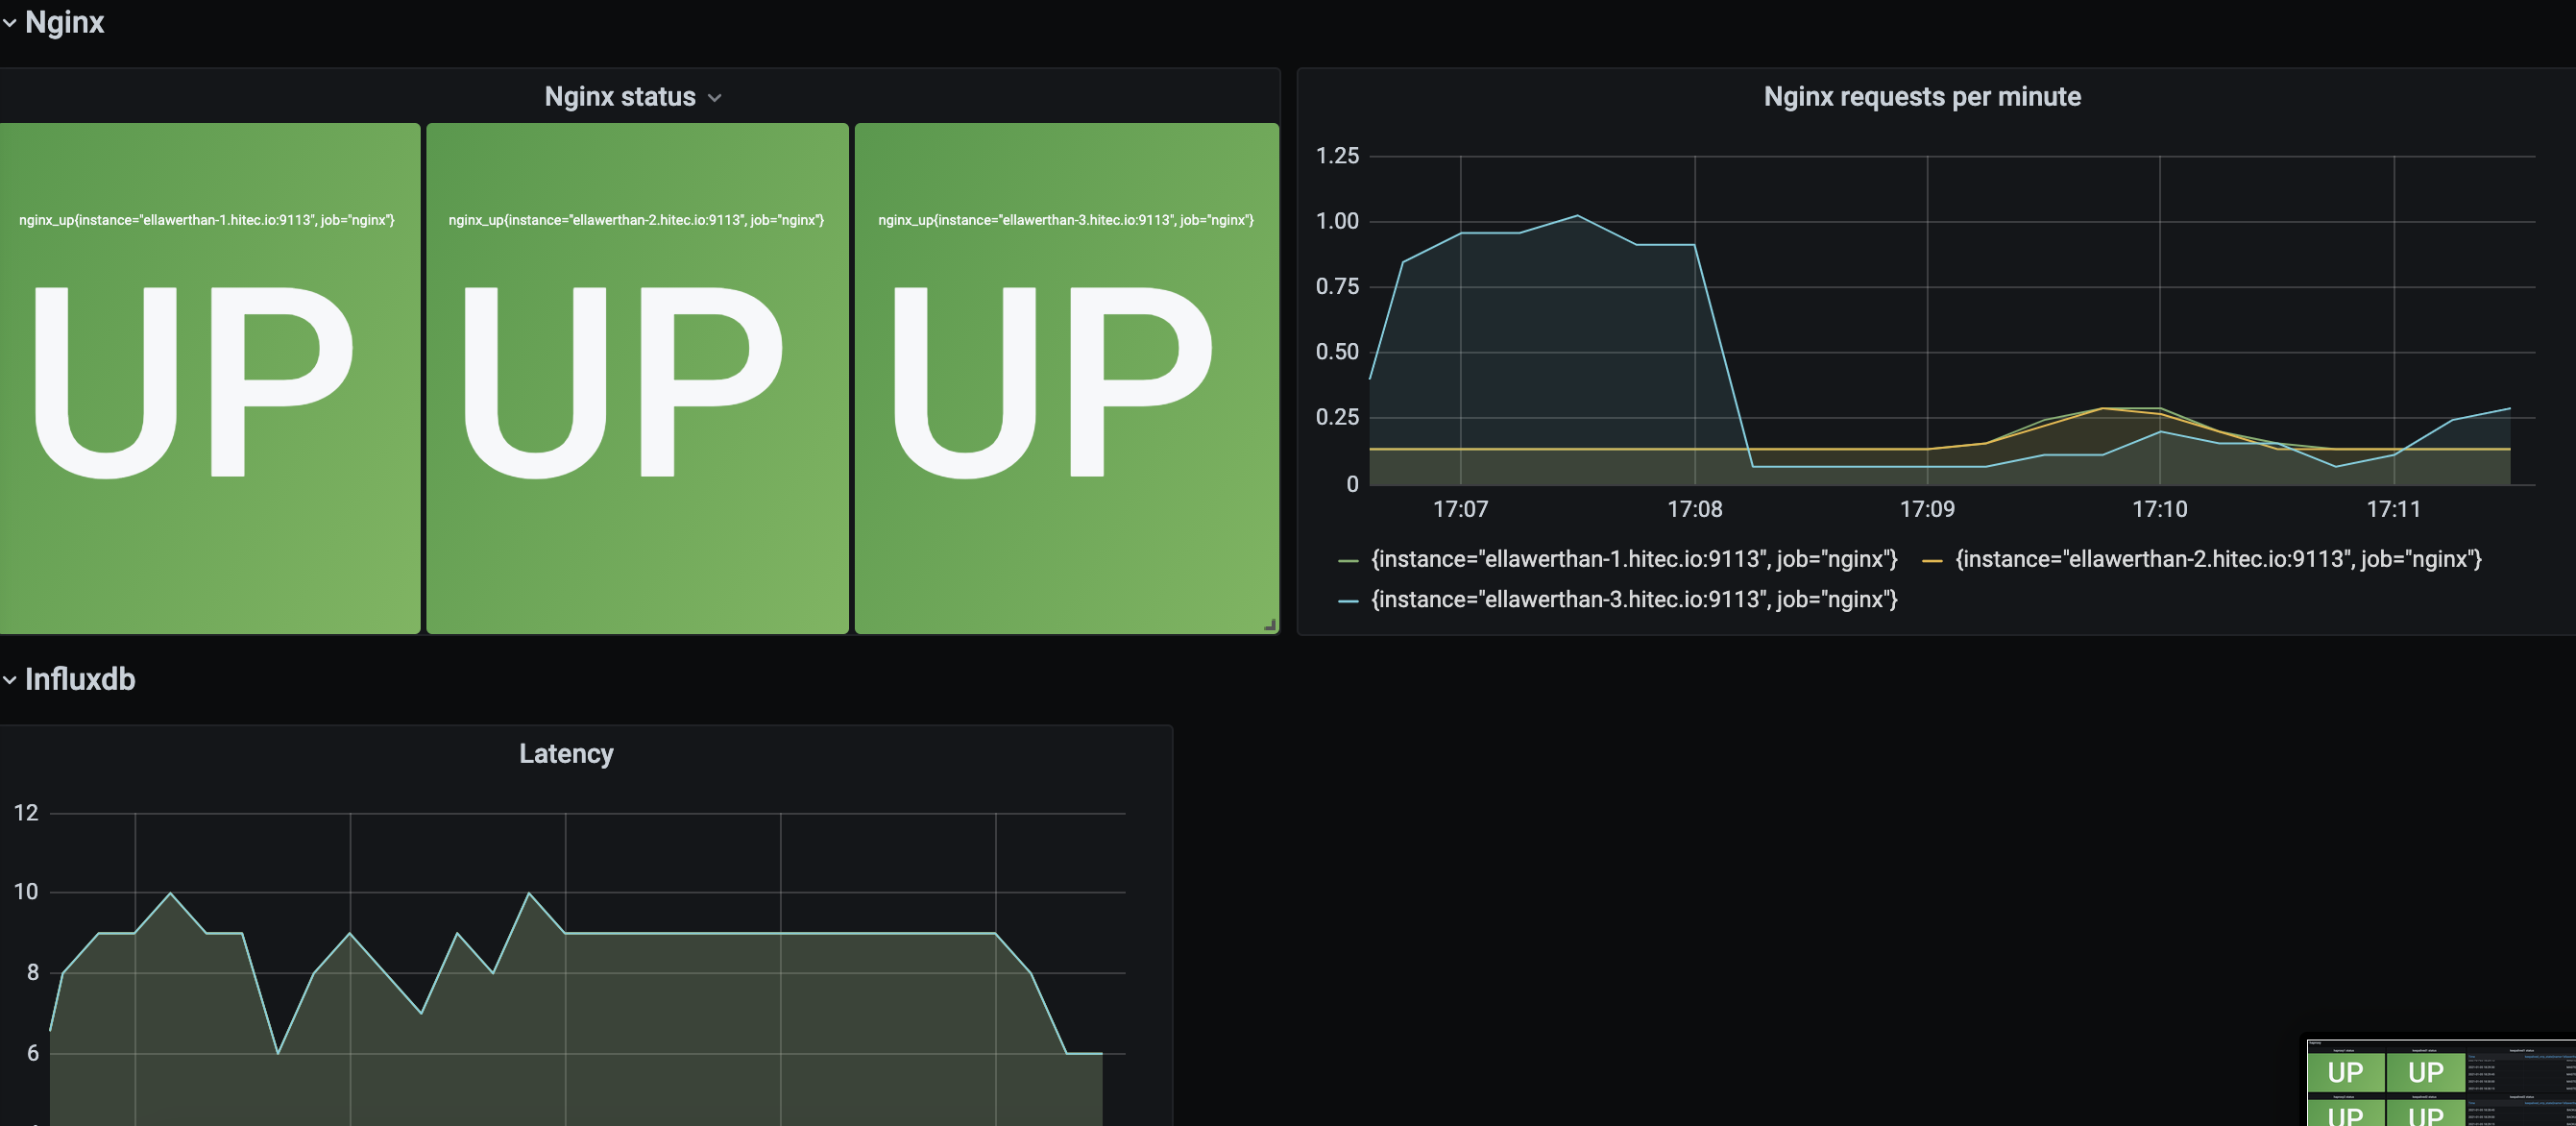 Nginx
Nginx status
nginx_up{instance="ellawerthan-1.hitec.io:9113", job="nginx"}
UP
nginx_up{instance="ellawerthan-2.hitec.io:9113", job="nginx"}
UP
nginx_up{instance="ellawerthan-3.hitec.io:9113", job="nginx"}
UP
Nginx requests per minute
1.25
1.00
0.75
0.50
0.25
0
17:07 17:08 17:09 17:10 17:11
{instance="ellawerthan-1.hitec.io:9113", job="nginx"} {instance="ellawerthan-2.hitec.io:9113", job="nginx"}
{instance="ellawerthan-3.hitec.io:9113", job="nginx"}
Influxdb
Latency
12
10
8
6
UP UP
UP UP